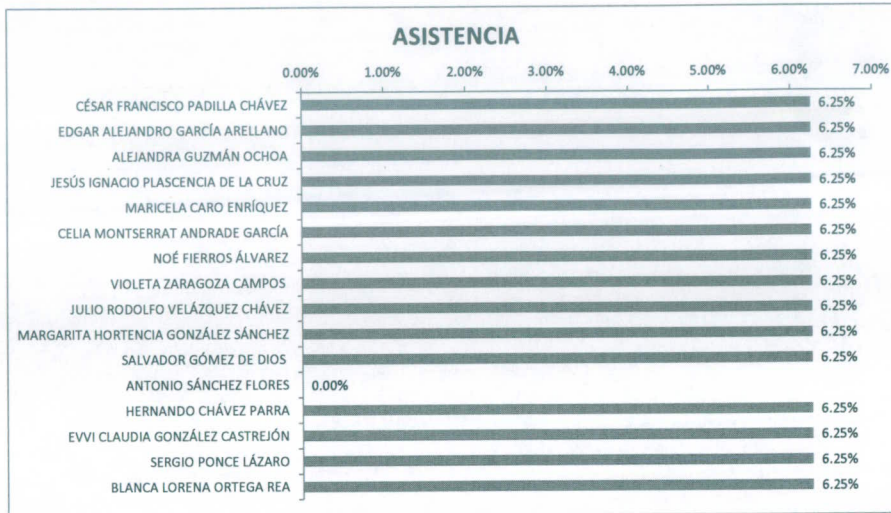 ASISTENCIA
0.00% 1.00% 2.00% 3.00% 4.00% 5.00% 6.00% 7.00%
CÉSAR FRANCISCO PADILLA CHÁVEZ 6.25%
EDGAR ALEJANDRO GARCÍA ARELLANO 6.25%
ALEJANDRA GUZMÁN OCHOA 6.25%
JESÚS IGNACIO PLASCENCIA DE LA CRUZ 6.25%
MARICELA CARO ENRÍQUEZ 6.25%
CELIA MONTSERRAT ANDRADE GARCÍA 6.25%
NOÉ FIERROS ÁLVAREZ 6.25%
VIOLETA ZARAGOZA CAMPOS 6.25%
JULIO RODOLFO VELÁZQUEZ CHÁVEZ 6.25%
MARGARITA HORTENCIA GONZÁLEZ SÁNCHEZ 6.25%
SALVADOR GÓMEZ DE DIOS 6.25%
ANTONIO SÁNCHEZ FLORES 0.00%
HERNANDO CHÁVEZ PARRA 6.25%
EVVI CLAUDIA GONZÁLEZ CASTREJÓN 6.25%
SERGIO PONCE LÁZARO 6.25%
BLANCA LORENA ORTEGA REA 6.25%